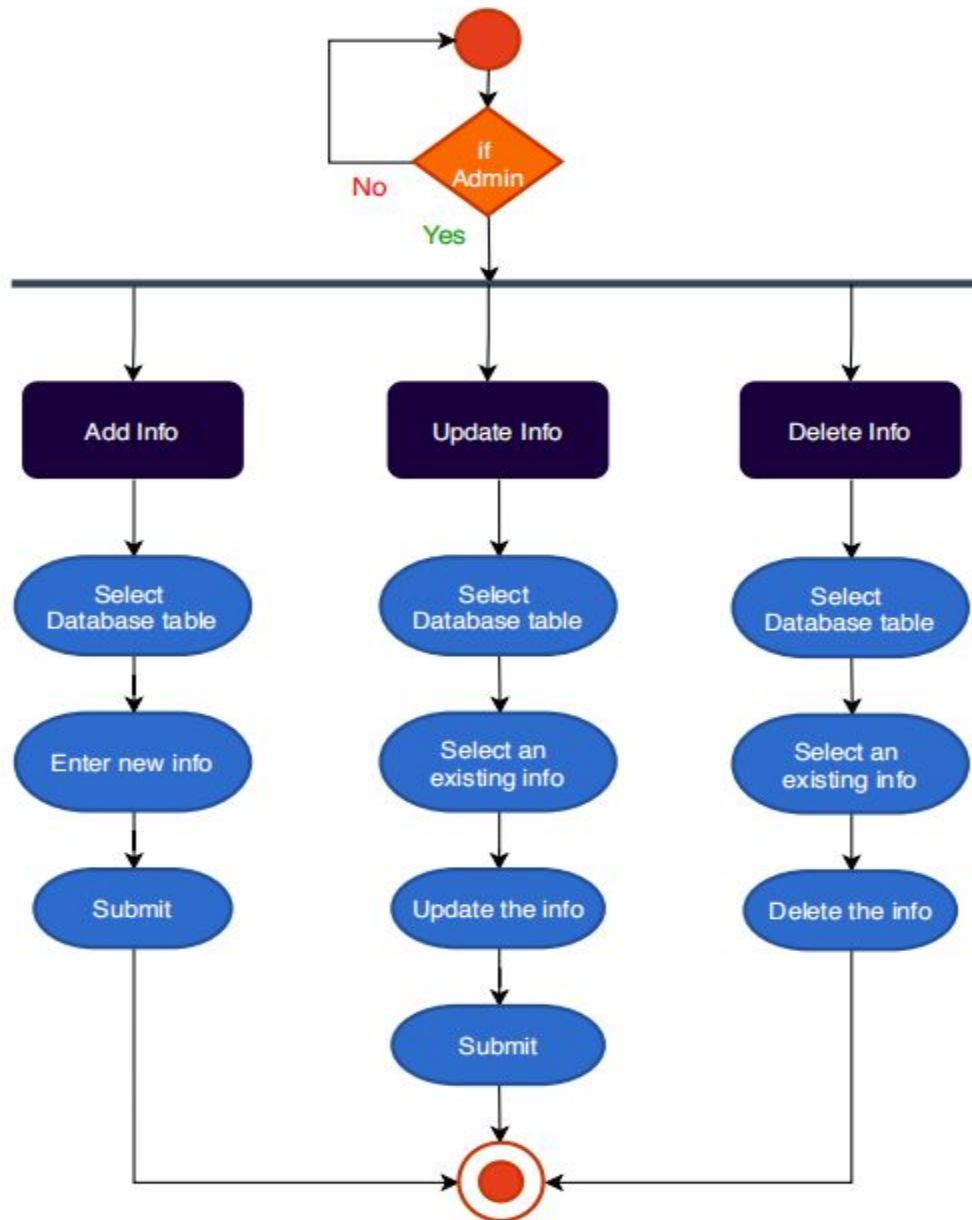 if
Admin
No
Yes
Add Info
Update Info
Delete Info
Select
Database table
Select
Database table
Select
Database table
Enter new info
Select an
existing info
Select an
existing info
Submit
Update the info
Delete the info
Submit